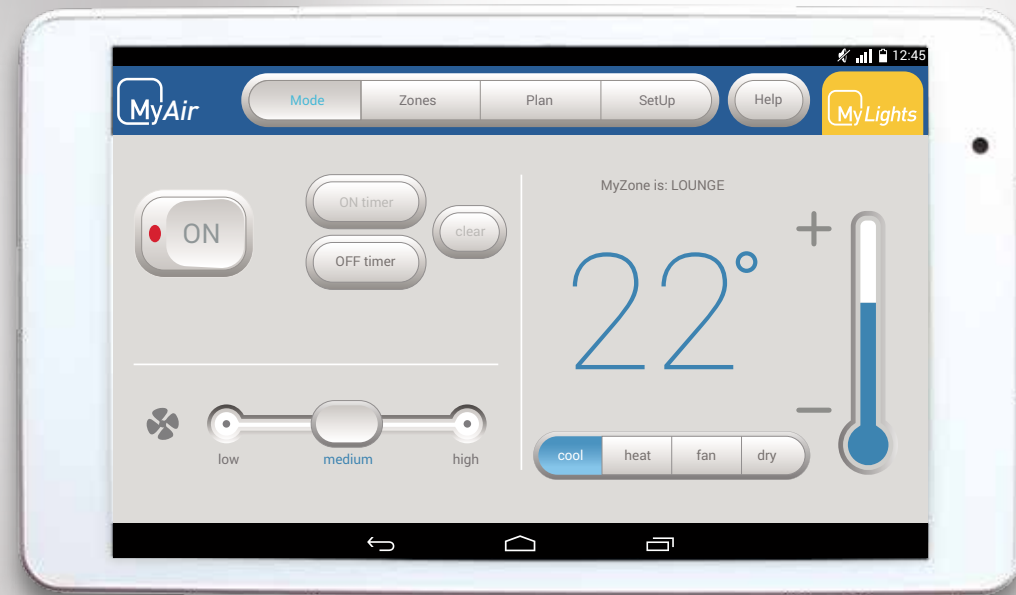 12:45
MyAir
Mode Zones Plan SetUp Help
MyLights
MyZone is: LOUNGE
ON
ON timer
clear
OFF timer
22°
low medium high
cool heat fan dry